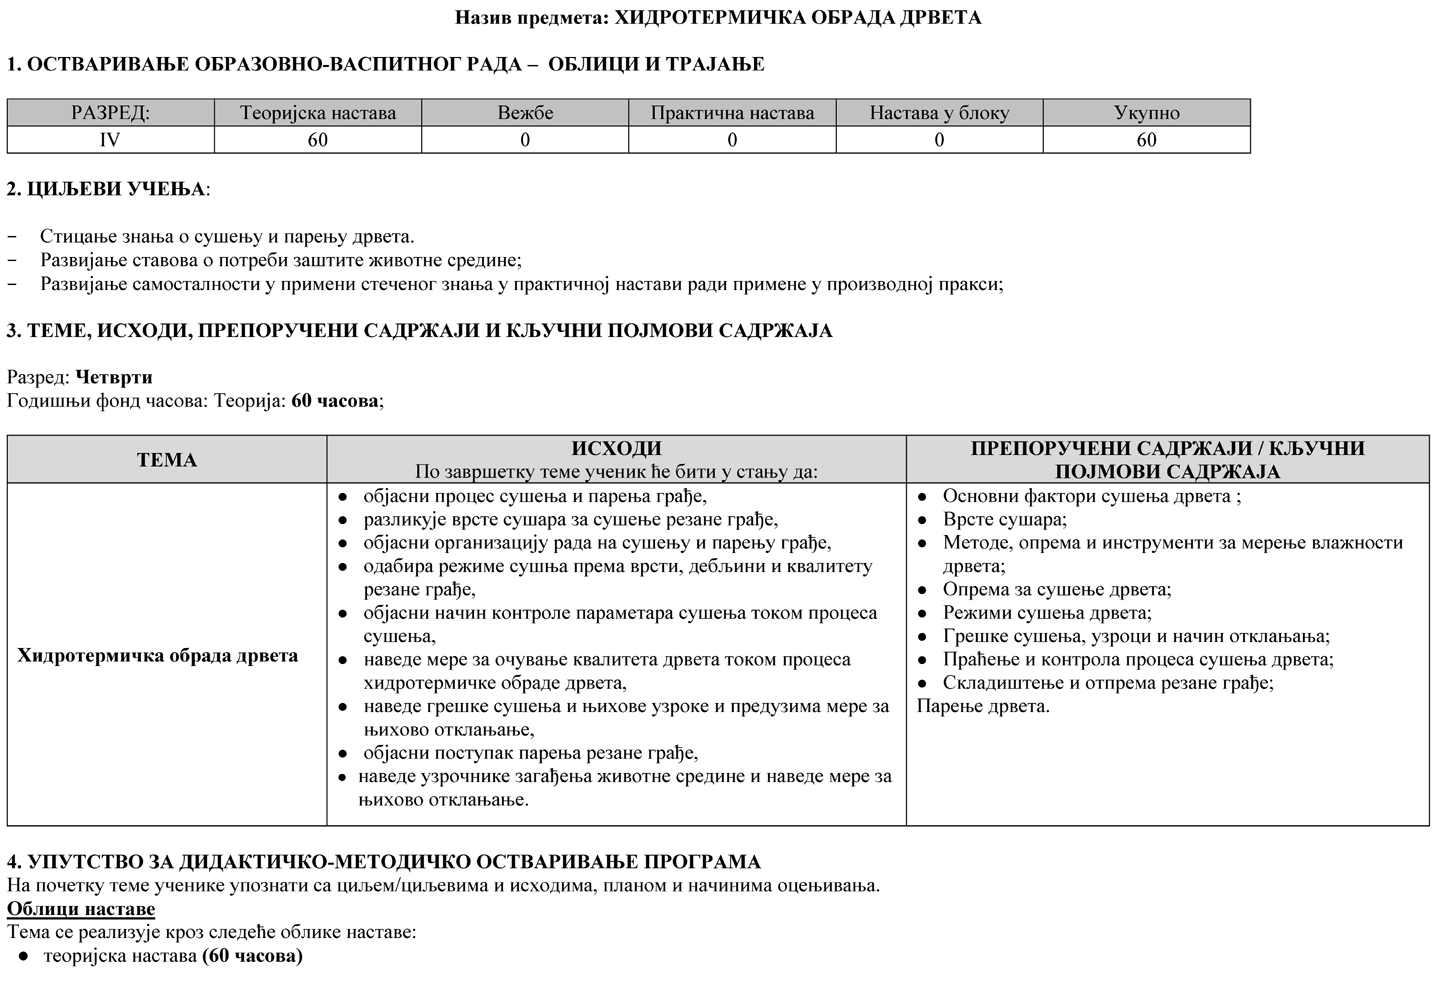 Назив предмета: ХИДРОТЕРМИЧКА ОБРАДА ДРВЕТА
1. ОСТВАРИВАЊЕ ОБРАЗОВНО-ВАСПИТНОГ РАДА – ОБЛИЦИ И ТРАЈАЊЕ
РАЗРЕД: Теоријска настава Вежбе Практична настава Настава у блоку Укупно
IV 60 0 0 0 60
2. ЦИЉЕВИ УЧЕЊА:
− Стицање знања о сушењу и парењу дрвета.
− Развијање ставова о потреби заштите животне средине;
− Развијање самосталности у примени стеченог знања у практичној настави ради примене у производној пракси;
3. ТЕМЕ, ИСХОДИ, ПРЕПОРУЧЕНИ САДРЖАЈИ И КЉУЧНИ ПОЈМОВИ САДРЖАЈА
Разред: Четврти
Годишњи фонд часова: Теорија: 60 часова;
ТЕМА
ИСХОДИ
По завршетку теме ученик ће бити у стању да:
ПРЕПОРУЧЕНИ САДРЖАЈИ / КЉУЧНИ
ПОЈМОВИ САДРЖАЈА
Хидротермичка обрада дрвета
● објасни процес сушења и парења грађе,
● разликује врсте сушара за сушење резане грађе,
● објасни организацију рада на сушењу и парењу грађе,
● одабира режиме сушња према врсти, дебљини и квалитету
резане грађе,
● објасни начин контроле параметара сушења током процеса
сушења,
● наведе мере за очување квалитета дрвета током процеса
хидротермичке обраде дрвета,
● наведе грешке сушења и њихове узроке и предузима мере за
њихово отклањање,
● објасни поступак парења резане грађе,
● наведе узрочнике загађења животне средине и наведе мере за
њихово отклањање.
● Основни фактори сушења дрвета ;
● Врсте сушара;
● Методе, опрема и инструменти за мерење влажности
дрвета;
● Опрема за сушење дрвета;
● Режими сушења дрвета;
● Грешке сушења, узроци и начин отклањања;
● Праћење и контрола процеса сушења дрвета;
● Складиштење и отпрема резане грађе;
Парење дрвета.
4. УПУТСТВО ЗА ДИДАКТИЧКО-МЕТОДИЧКО ОСТВАРИВАЊЕ ПРОГРАМА
На почетку теме ученике упознати са циљем/циљевима и исходима, планом и начинима оцењивања.
Облици наставе
Тема се реализује кроз следеће облике наставе:
● теоријска настава (60 часова)